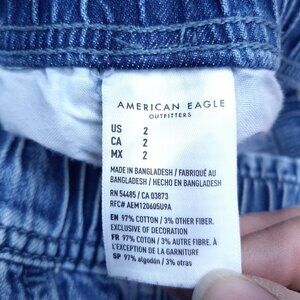 AMERICAN EAGLE
OUTFITTERS
US 2
CA 2
MX 2
MADE IN BANGLADESH / FABRIQUÉ AU
BANGLADESH / HECHO EN BANGLADESH
RN 54485 / CA 03873
RFC# AEM120605U9A
EN 97% COTTON / 3% OTHER FIBER.
EXCLUSIVE OF DECORATION
FR 97% COTON / 3% AUTRE FIBRE. À
L'EXCEPTION DE LA GARNITURE
SP 97% algodón / 3% otras